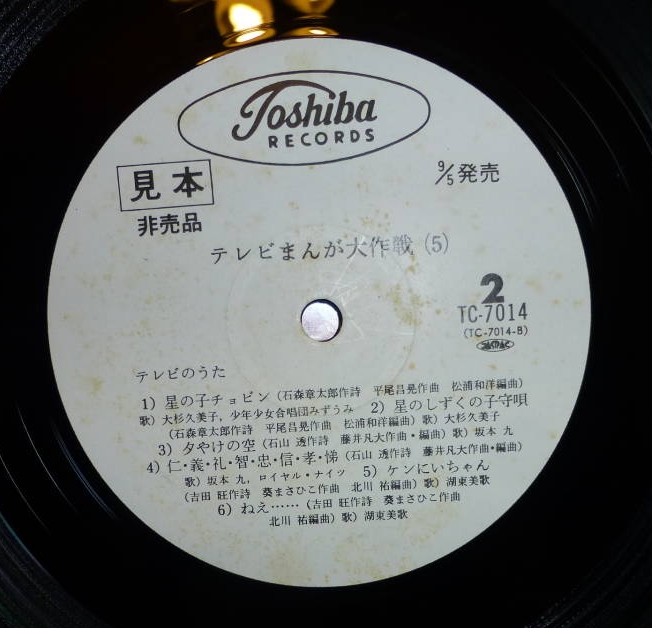 Toshiba
RECORDS
見本
非売品
9/5発売
テレビまんが大作戦(5)
2
TC-7014
(TC-7014-B)
テレビのうた
1) 星の子チョビン(石森章太郎作詩 平尾昌晃作曲 松浦和洋編曲)
歌)大杉久美子, 少年少女合唱団みずうみ 2) 星のしずくの子守唄
(石森章太郎作詩 平尾昌晃作曲 松浦和洋編曲)歌)大杉久美子
3) 夕やけの空(石山 透作詩 藤井凡大作曲・編曲)歌)坂本 九
4) 仁・義・礼・智・忠・信・孝・悌(石山 透作詩 藤井凡大作曲・編曲)
歌)坂本 九, ロイヤル・ナイツ 5) ケンにいちゃん
(吉田 旺作詩 葵まさひこ作曲 北川 祐編曲)歌)湖東美歌
6) ねえ……(吉田 旺作詩 葵まさひこ作曲
北川 祐編曲)歌)湖東美歌